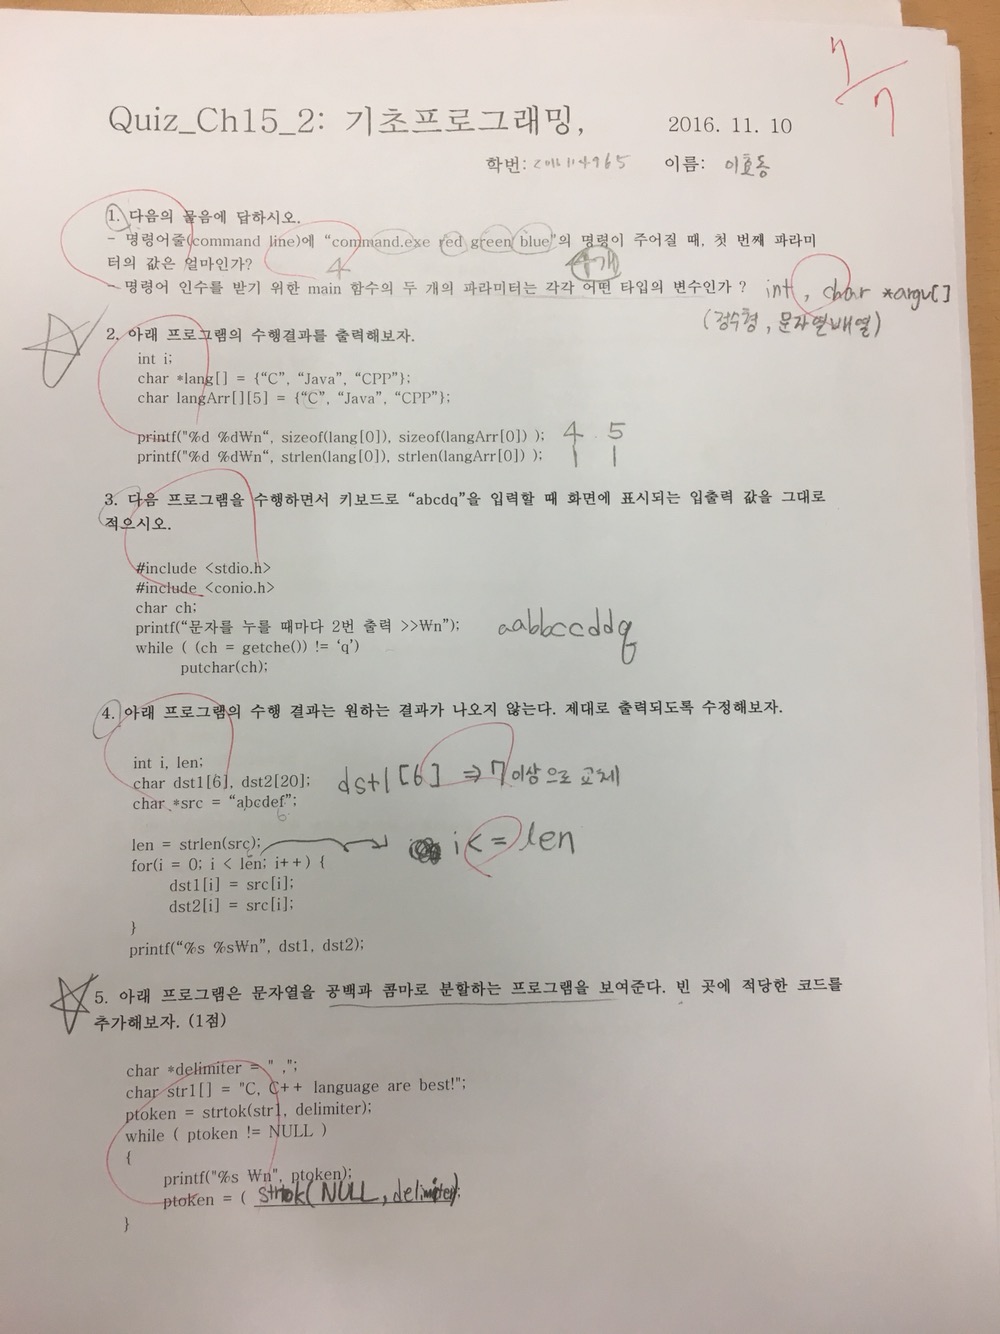 7/7
Quiz_Ch15_2: 기초프로그래밍, 2016. 11. 10
학번: 이름: 이효동
1. 다음의 물음에 답하시오.
- 명령어줄(command line)에 "command.exe red green blue"의 명령이 주어질 때, 첫 번째 파라미
터의 값은 얼마인가? 4 4개
- 명령어 인수를 받기 위한 main 함수의 두 개의 파라미터는 각각 어떤 타입의 변수인가 ? int, char *argv[]
(정수형, 문자열배열)
2. 아래 프로그램의 수행결과를 출력해보자.
int i;
char *lang[] = {“C”, “Java”, “CPP”};
char langArr[][5] = {“C”, “Java”, “CPP”};
printf("%d %d₩n“, sizeof(lang[0]), sizeof(langArr[0]) ); 4 5
printf("%d %d₩n“, strlen(lang[0]), strlen(langArr[0]) ); 1 1
3. 다음 프로그램을 수행하면서 키보드로 “abcdq”을 입력할 때 화면에 표시되는 입출력 값을 그대로
적으시오.
#include <stdio.h>
#include <conio.h>
char ch;
printf(“문자를 누를 때마다 2번 출력 >>₩n”); aabbccddq
while ( (ch = getche()) != ‘q’)
putchar(ch);
4. 아래 프로그램의 수행 결과는 원하는 결과가 나오지 않는다. 제대로 출력되도록 수정해보자.
int i, len;
char dst1[6], dst2[20]; dst1[6] ⇒ 7이상으로 교체
char *src = “abcdef”;
6
len = strlen(src); i <= len
6
for(i = 0; i < len; i++) {
dst1[i] = src[i];
dst2[i] = src[i];
}
printf(“%s %s₩n”, dst1, dst2);
5. 아래 프로그램은 문자열을 공백과 콤마로 분할하는 프로그램을 보여준다. 빈 곳에 적당한 코드를
추가해보자. (1점)
char *delimiter = " ,";
char str1[] = "C, C++ language are best!";
ptoken = strtok(str1, delimiter);
while ( ptoken != NULL )
{
printf("%s ₩n", ptoken);
ptoken = ( strtok(NULL, delimiter);
}